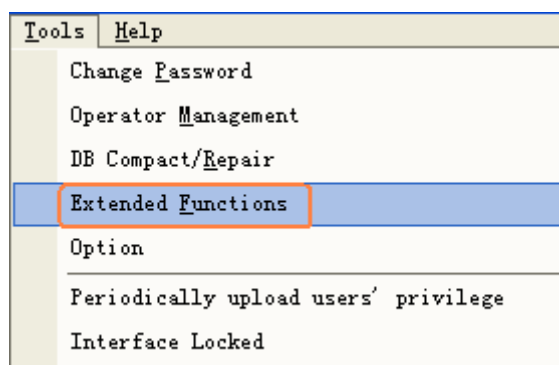 Tools Help
Change Password
Operator Management
DB Compact/Repair
Extended Functions
Option
Periodically upload users' privilege
Interface Locked